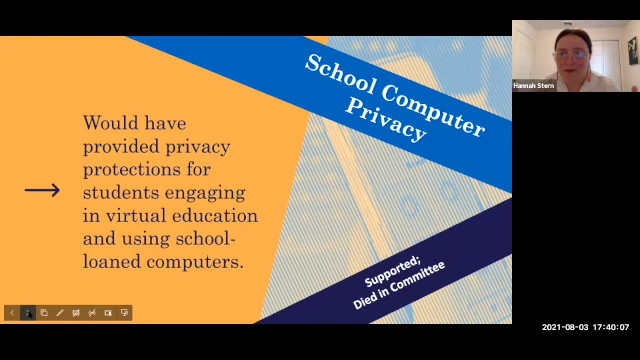 School Computer
Privacy
Would have
provided privacy
protections for
students engaging
in virtual education
and using school-
loaned computers.
Supported;
Died in Committee
Hannah Stern
2021-08-03 17:40:07